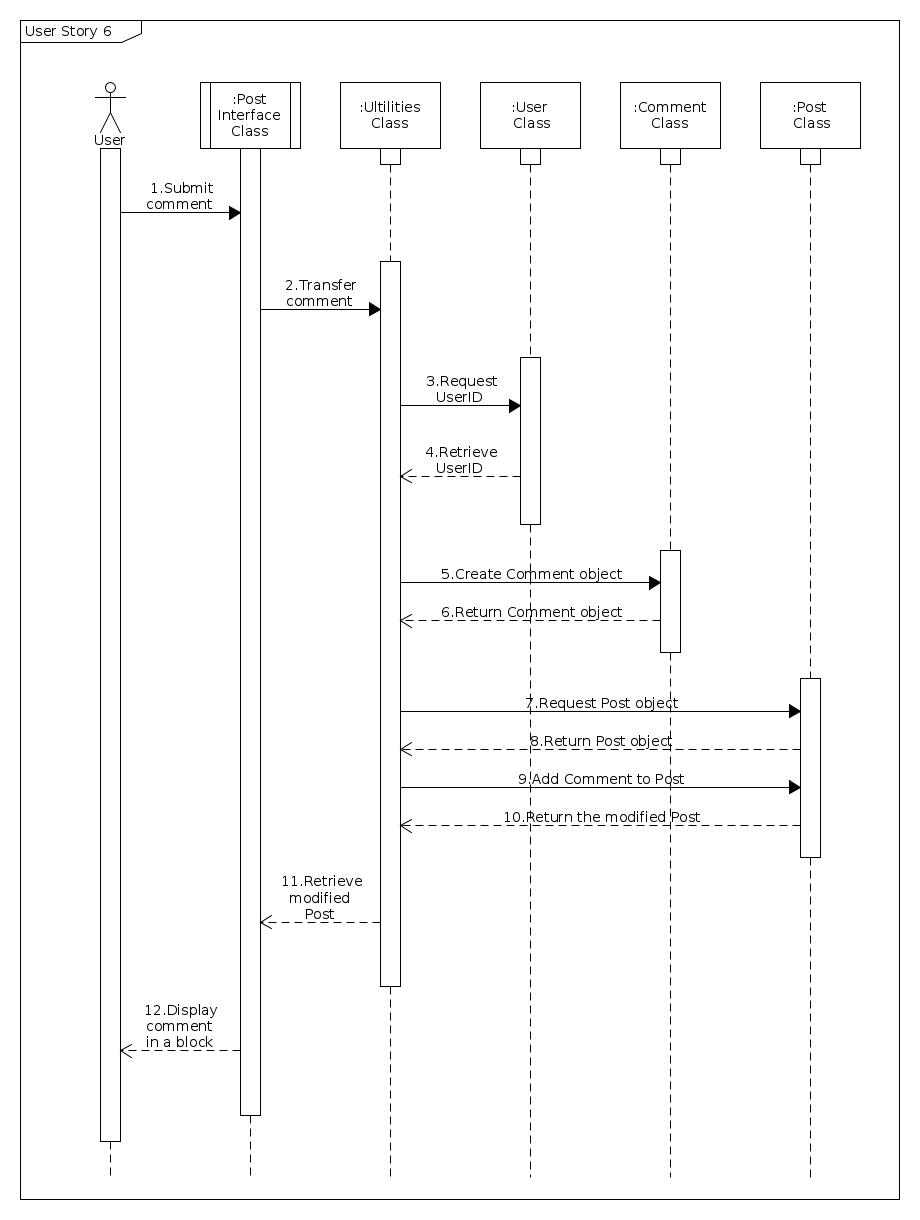 User Story 6
User
:Post
Interface
Class
:Ultilities
Class
:User
Class
:Comment
Class
:Post
Class
1.Submit
comment
2.Transfer
comment
3.Request
UserID
4.Retrieve
UserID
5.Create Comment object
6.Return Comment object
7.Request Post object
8.Return Post object
9.Add Comment to Post
10.Return the modified Post
11.Retrieve
modified
Post
12.Display
comment
in a block